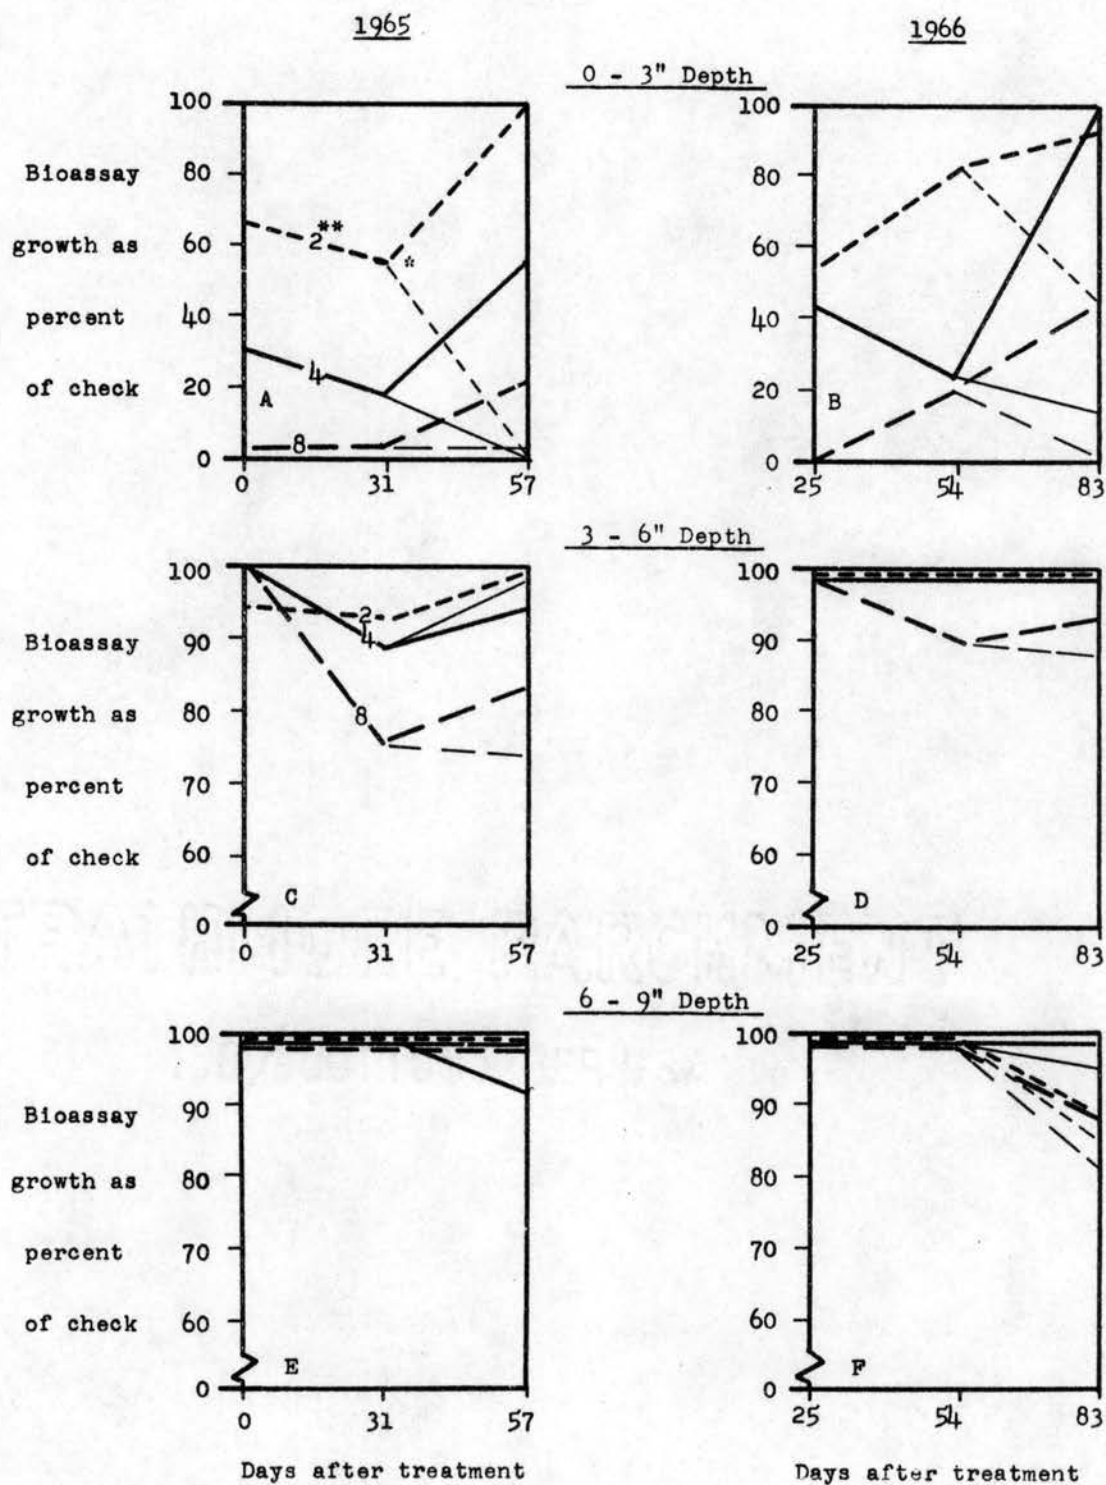 1965
1966
0 - 3" Depth
Bioassay
growth as
percent
of check
100
80
60
40
20
0
2**
*
4
8
A
0
31
57
100
80
60
40
20
0
B
25
54
83
3 - 6" Depth
Bioassay
growth as
percent
of check
100
90
80
70
60
0
2
4
8
C
0
31
57
100
90
80
70
60
0
D
25
54
83
6 - 9" Depth
Bioassay
growth as
percent
of check
100
90
80
70
60
0
E
0
31
57
Days after treatment
100
90
80
70
60
0
F
25
54
83
Days after treatment